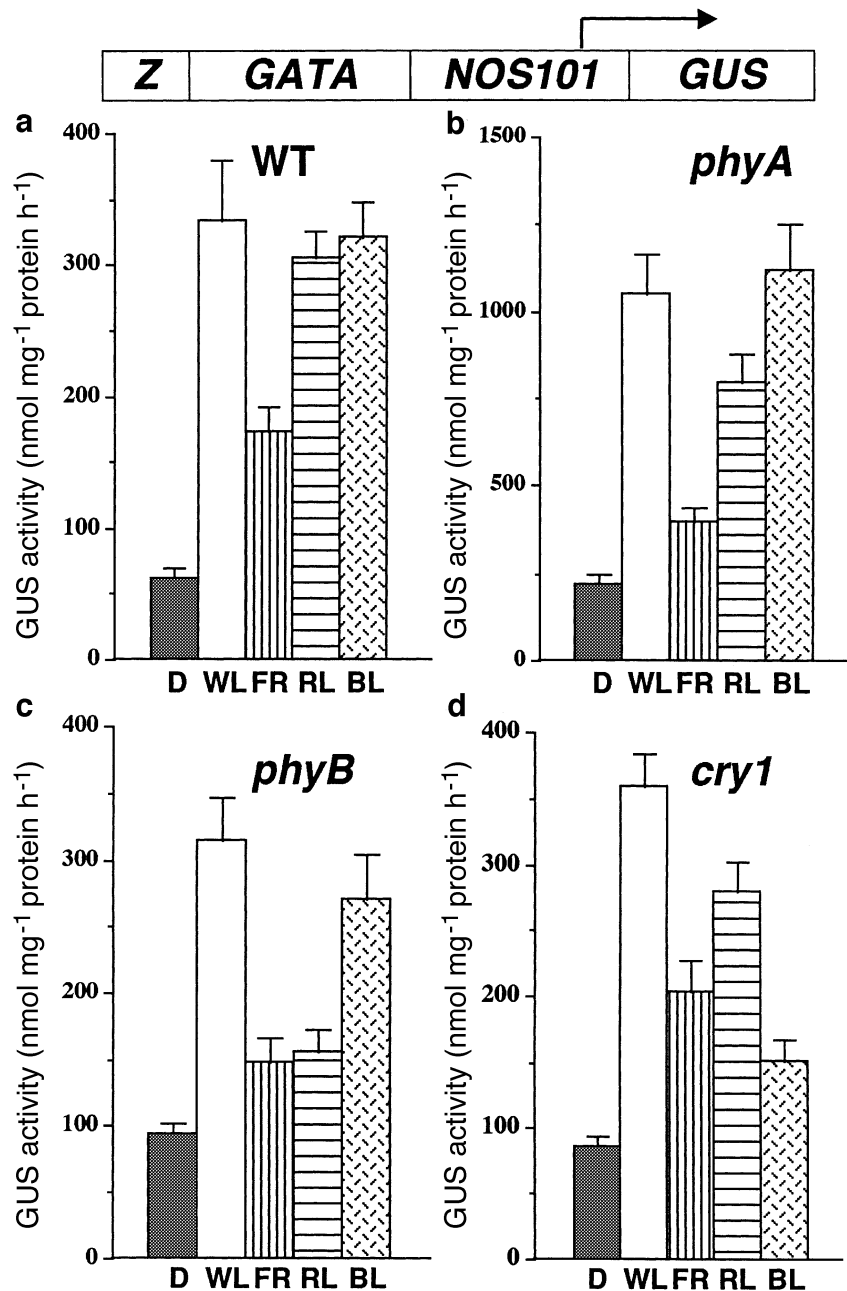 Z GATA NOS101 GUS
a
WT
GUS activity (nmol mg-1 protein h-1)
400
300
200
100
0
D WL FR RL BL
b
phyA
GUS activity (nmol mg-1 protein h-1)
1500
1000
500
0
D WL FR RL BL
c
phyB
GUS activity (nmol mg-1 protein h-1)
400
300
200
100
0
D WL FR RL BL
d
cry1
GUS activity (nmol mg-1 protein h-1)
400
300
200
100
0
D WL FR RL BL